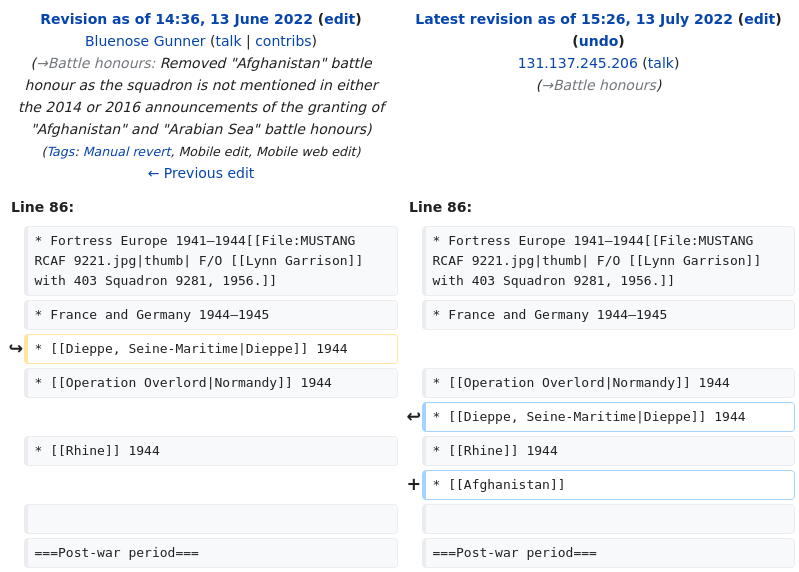 Revision as of 14:36, 13 June 2022 (edit)
Bluenose Gunner (talk | contribs)
(→Battle honours: Removed "Afghanistan" battle
honour as the squadron is not mentioned in either
the 2014 or 2016 announcements of the granting of
"Afghanistan" and "Arabian Sea" battle honours)
(Tags: Manual revert, Mobile edit, Mobile web edit)
← Previous edit
Latest revision as of 15:26, 13 July 2022 (edit)
(undo)
131.137.245.206 (talk)
(→Battle honours)
Line 86:
Line 86:
* Fortress Europe 1941–1944[[File:MUSTANG
RCAF 9221.jpg|thumb| F/O [[Lynn Garrison]]
with 403 Squadron 9281, 1956.]]
* Fortress Europe 1941–1944[[File:MUSTANG
RCAF 9221.jpg|thumb| F/O [[Lynn Garrison]]
with 403 Squadron 9281, 1956.]]
* France and Germany 1944–1945
* France and Germany 1944–1945
↪ * [[Dieppe, Seine-Maritime|Dieppe]] 1944
* [[Operation Overlord|Normandy]] 1944
* [[Operation Overlord|Normandy]] 1944
↩ * [[Dieppe, Seine-Maritime|Dieppe]] 1944
* [[Rhine]] 1944
* [[Rhine]] 1944
+ * [[Afghanistan]]
===Post-war period===
===Post-war period===